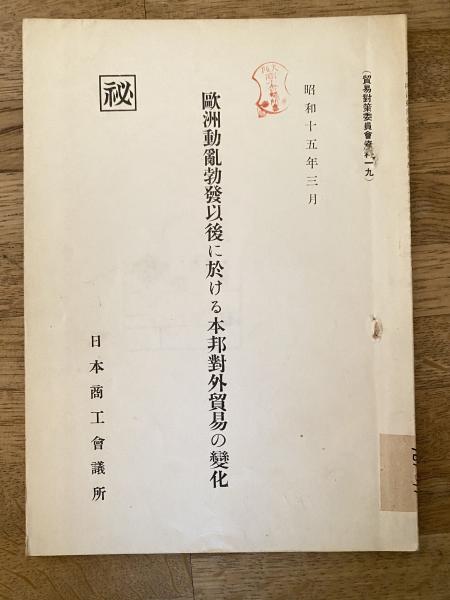 (貿易對策委員會資料一九)
昭和十五年三月
歐洲動亂勃發以後に於ける本邦對外貿易の變化
祕
日本商工會議所